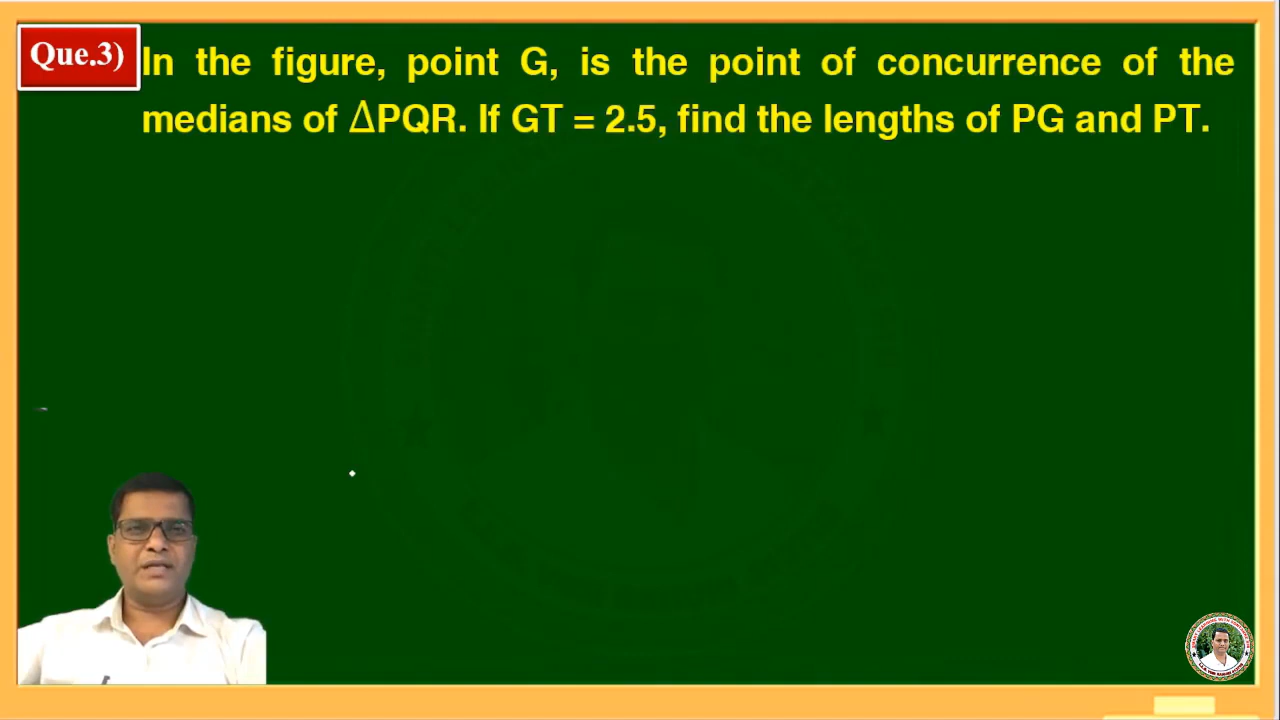 Que.3)
In the figure, point G, is the point of concurrence of the
medians of ΔPQR. If GT = 2.5, find the lengths of PG and PT.